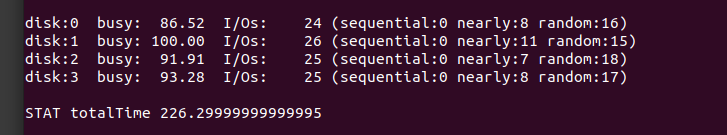 disk:0  busy:  86.52  I/Os:    24 (sequential:0 nearly:8 random:16)
disk:1  busy: 100.00  I/Os:    26 (sequential:0 nearly:11 random:15)
disk:2  busy:  91.91  I/Os:    25 (sequential:0 nearly:7 random:18)
disk:3  busy:  93.28  I/Os:    25 (sequential:0 nearly:8 random:17)
STAT totalTime 226.29999999999995